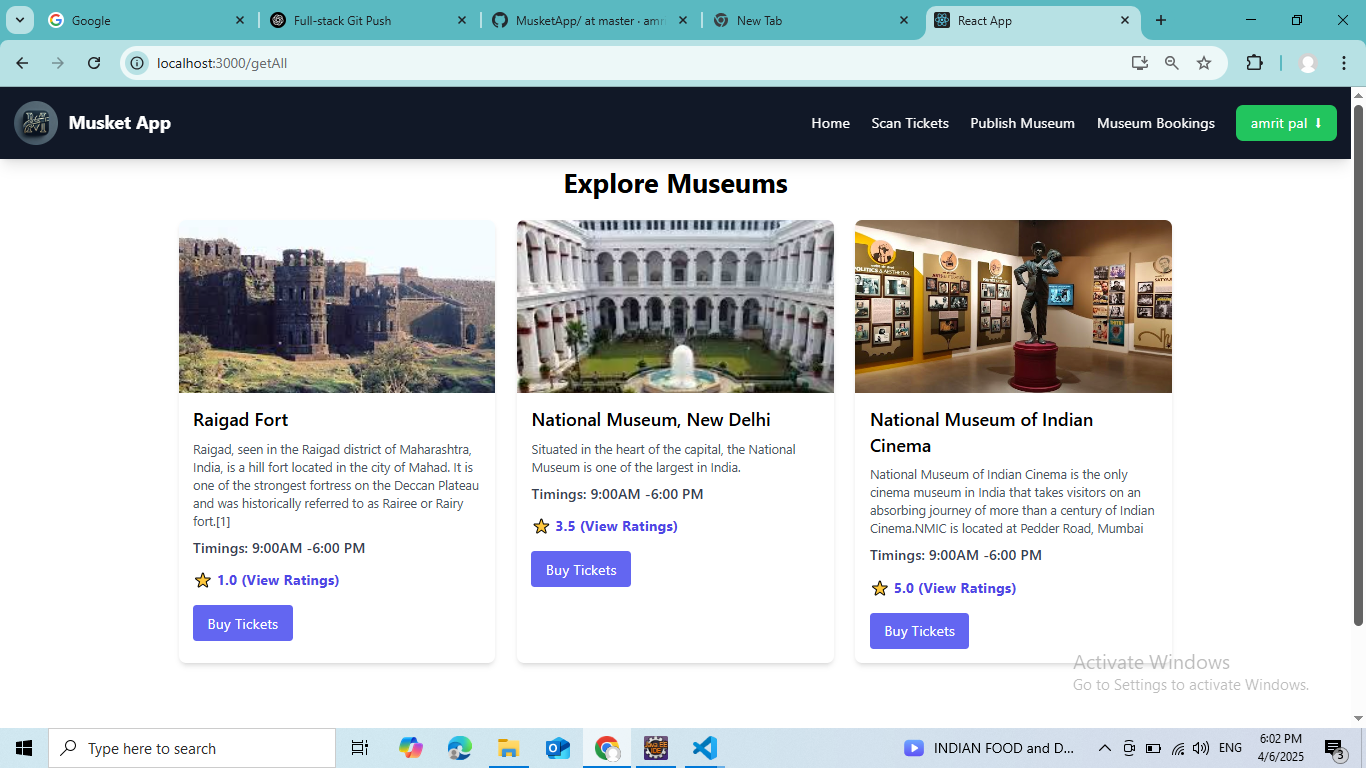 Google
Full-stack Git Push
MusketApp/ at master · amri
New Tab
React App
localhost:3000/getAll
Musket App
Home
Scan Tickets
Publish Museum
Museum Bookings
amrit pal ⬇
Explore Museums
Raigad Fort
Raigad, seen in the Raigad district of Maharashtra,
India, is a hill fort located in the city of Mahad. It is
one of the strongest fortress on the Deccan Plateau
and was historically referred to as Rairee or Rairy
fort.[1]
Timings: 9:00AM -6:00 PM
⭐ 1.0 (View Ratings)
Buy Tickets
National Museum, New Delhi
Situated in the heart of the capital, the National
Museum is one of the largest in India.
Timings: 9:00AM -6:00 PM
⭐ 3.5 (View Ratings)
Buy Tickets
POLITICS & AESTHETICS
National Museum of Indian
Cinema
National Museum of Indian Cinema is the only
cinema museum in India that takes visitors on an
absorbing journey of more than a century of Indian
Cinema.NMIC is located at Pedder Road, Mumbai
Timings: 9:00AM -6:00 PM
⭐ 5.0 (View Ratings)
Buy Tickets
Activate Windows
Go to Settings to activate Windows.
Type here to search
INDIAN FOOD and D...
ENG
6:02 PM
4/6/2025
3